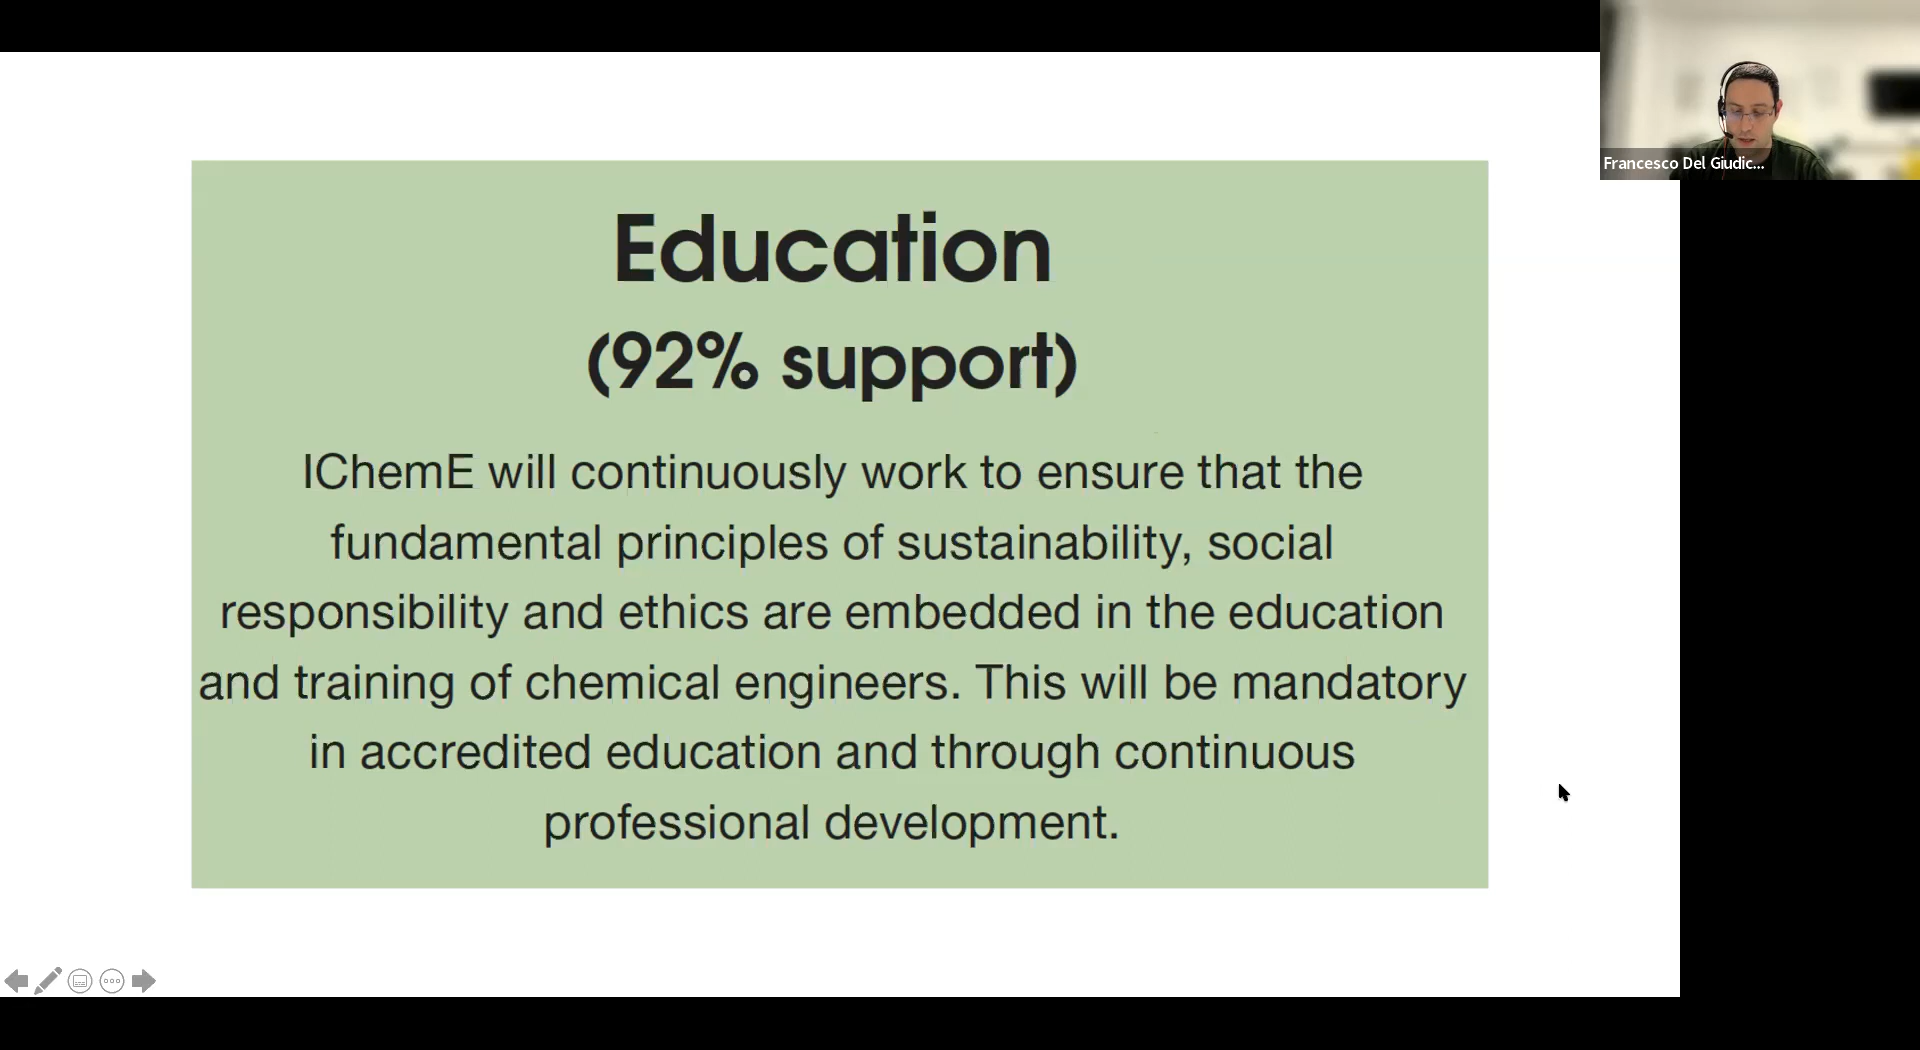 Education
(92% support)
IChemE will continuously work to ensure that the
fundamental principles of sustainability, social
responsibility and ethics are embedded in the education
and training of chemical engineers. This will be mandatory
in accredited education and through continuous
professional development.
Francesco Del Giudic...